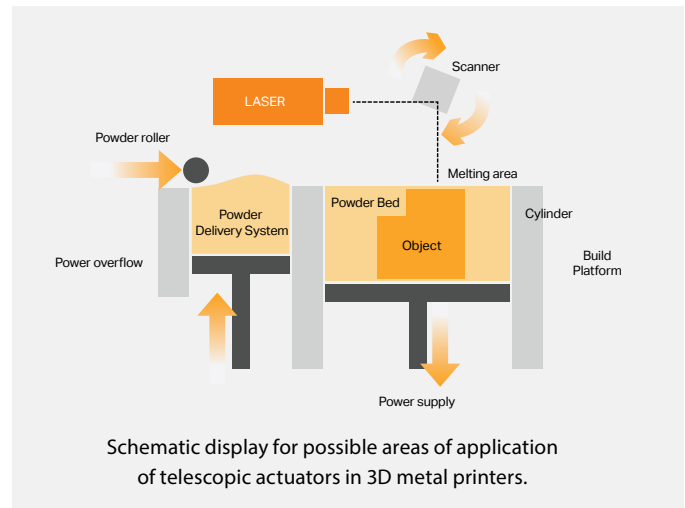 Scanner
LASER
Powder roller
Melting area
Powder Bed
Cylinder
Powder
Delivery System
Object
Build
Platform
Power overflow
Power supply
Schematic display for possible areas of application
of telescopic actuators in 3D metal printers.